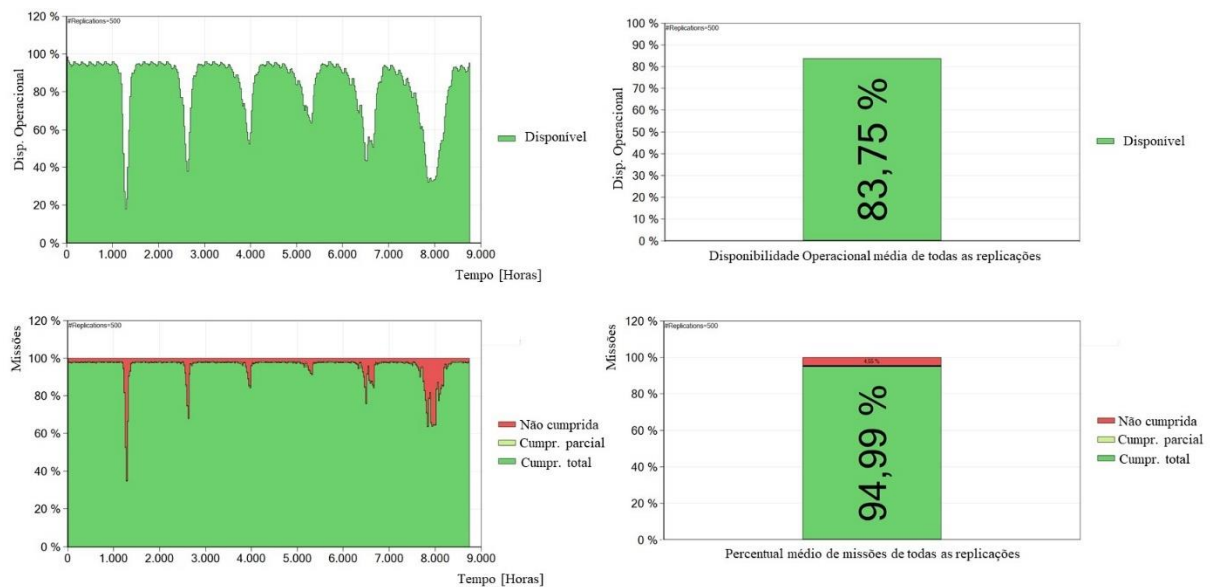 120 %
#Replications=500
100 %
80 %
60 %
40 %
20 %
0 %
Disp. Operacional
0 1.000 2.000 3.000 4.000 5.000 6.000 7.000 8.000 9.000
Tempo [Horas]
Disponível
100 %
#Replications=500
90 %
80 %
70 %
60 %
50 %
40 %
30 %
20 %
10 %
0 %
Disp. Operacional
83,75 %
Disponível
Disponibilidade Operacional média de todas as replicações
120 %
#Replications=500
100 %
80 %
60 %
40 %
20 %
0 %
Missões
0 1.000 2.000 3.000 4.000 5.000 6.000 7.000 8.000 9.000
Tempo [Horas]
Não cumprida
Cumpr. parcial
Cumpr. total
120 %
#Replications=500
100 %
80 %
60 %
40 %
20 %
0 %
Missões
94,99 %
Não cumprida
Cumpr. parcial
Cumpr. total
Percentual médio de missões de todas as replicações